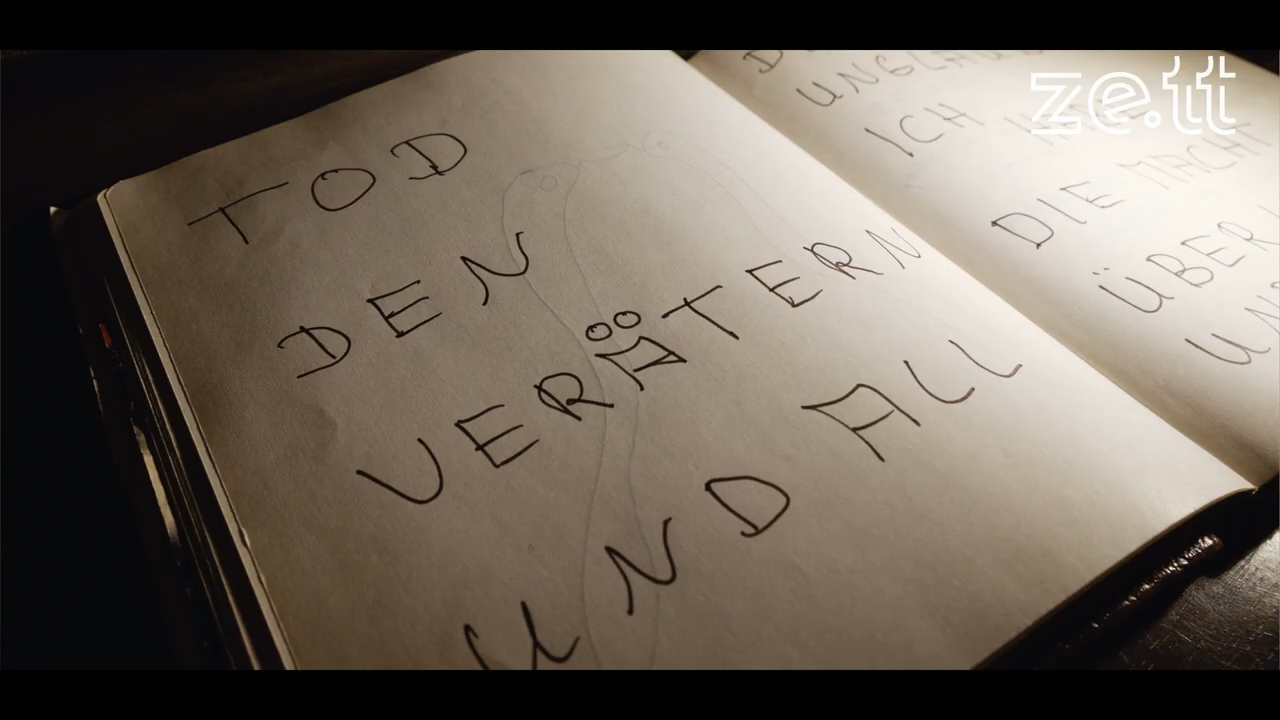 TOD
DEN
VERÄTERN
UND ALL
ICH
DIE MACHT
ÜBER
ze.tt